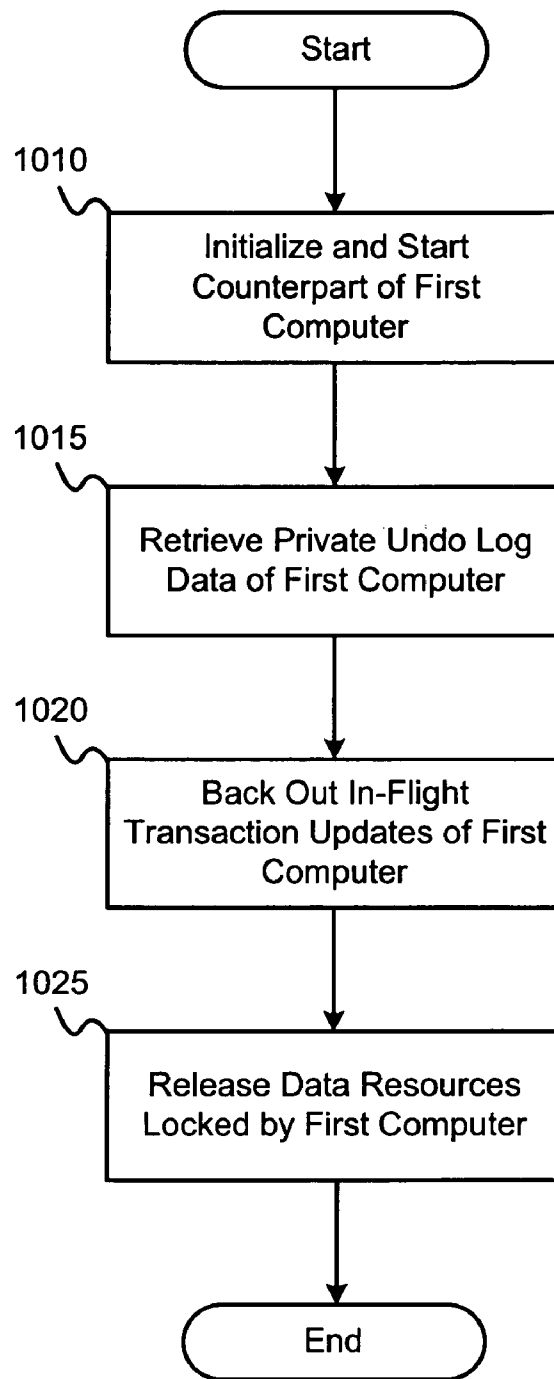 Start
1010
Initialize and Start
Counterpart of First
Computer
1015
Retrieve Private Undo Log
Data of First Computer
1020
Back Out In-Flight
Transaction Updates of First
Computer
1025
Release Data Resources
Locked by First Computer
End